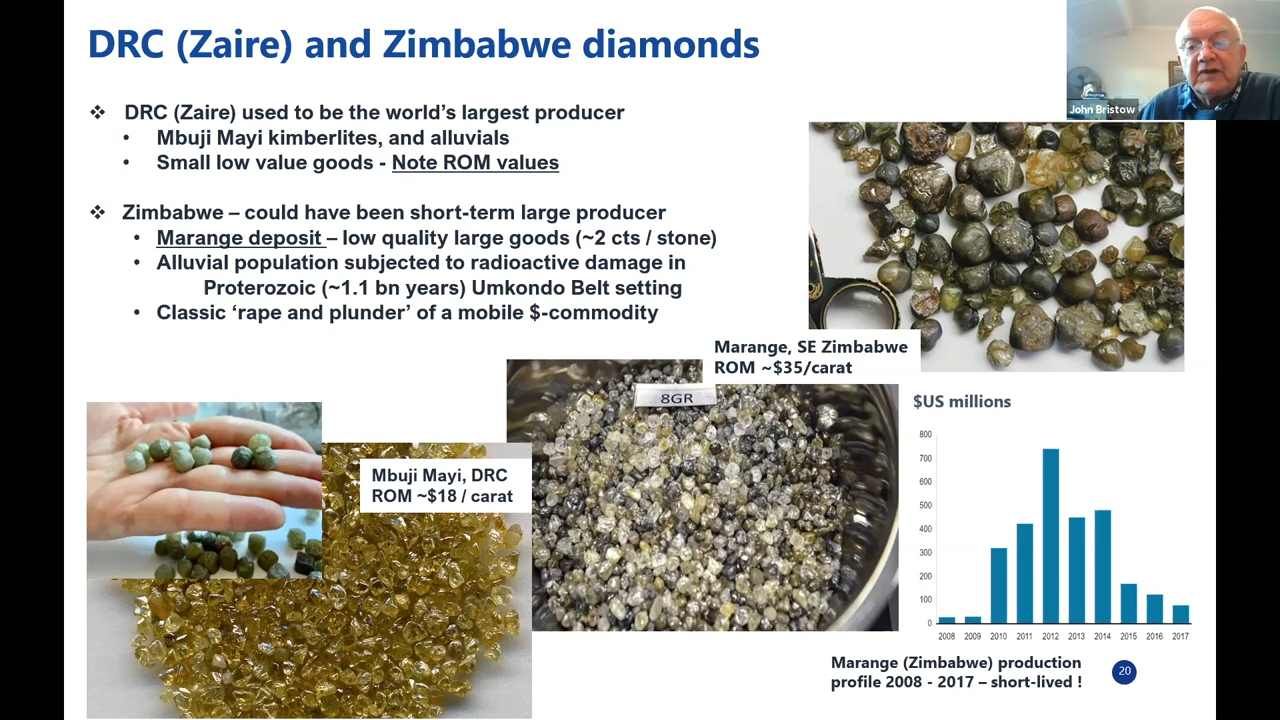 DRC (Zaire) and Zimbabwe diamonds
John Bristow
❖ DRC (Zaire) used to be the world's largest producer
• Mbuji Mayi kimberlites, and alluvials
• Small low value goods - Note ROM values
❖ Zimbabwe – could have been short-term large producer
• Marange deposit – low quality large goods (~2 cts / stone)
• Alluvial population subjected to radioactive damage in
Proterozoic (~1.1 bn years) Umkondo Belt setting
• Classic 'rape and plunder' of a mobile $-commodity
Marange, SE Zimbabwe
ROM ~$35/carat
8GR
Mbuji Mayi, DRC
ROM ~$18 / carat
$US millions
800
700
600
500
400
300
200
100
0
2008 2009 2010 2011 2012 2013 2014 2015 2016 2017
Marange (Zimbabwe) production
profile 2008 - 2017 – short-lived !
20